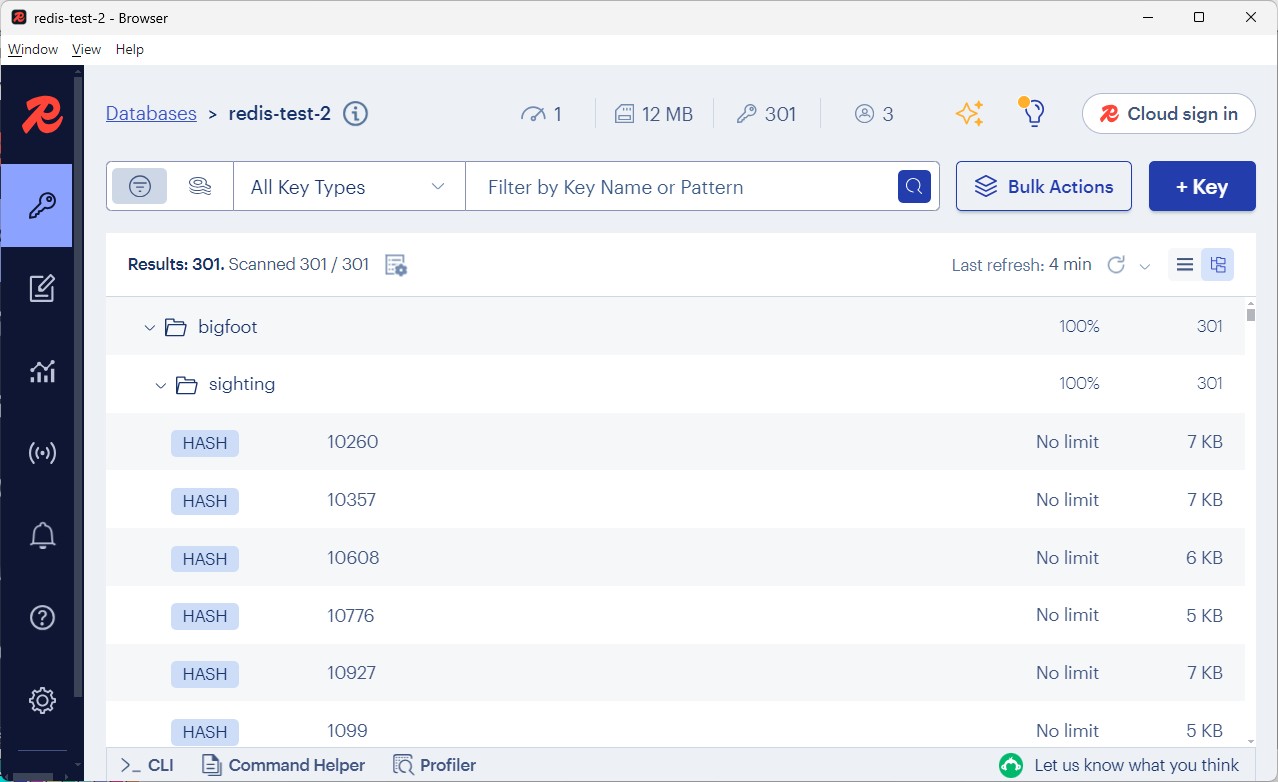 redis-test-2 - Browser
Window View Help
Databases > redis-test-2 1 12 MB 301 3 Cloud sign in
All Key Types Filter by Key Name or Pattern Bulk Actions + Key
Results: 301. Scanned 301 / 301 Last refresh: 4 min
bigfoot 100% 301
sighting 100% 301
HASH 10260 No limit 7 KB
HASH 10357 No limit 7 KB
HASH 10608 No limit 6 KB
HASH 10776 No limit 5 KB
HASH 10927 No limit 7 KB
HASH 1099 No limit 5 KB
>_ CLI Command Helper Profiler Let us know what you think